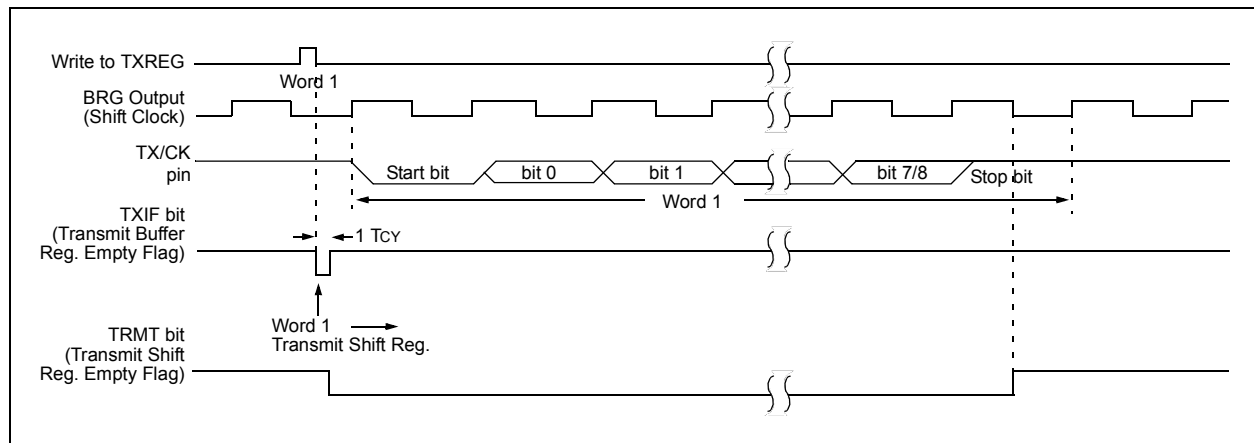 Write to TXREG
Word 1
BRG Output
(Shift Clock)
TX/CK
pin
Start bit
bit 0
bit 1
bit 7/8
Stop bit
Word 1
TXIF bit
(Transmit Buffer
Reg. Empty Flag)
1 TCY
Word 1
Transmit Shift Reg.
TRMT bit
(Transmit Shift
Reg. Empty Flag)